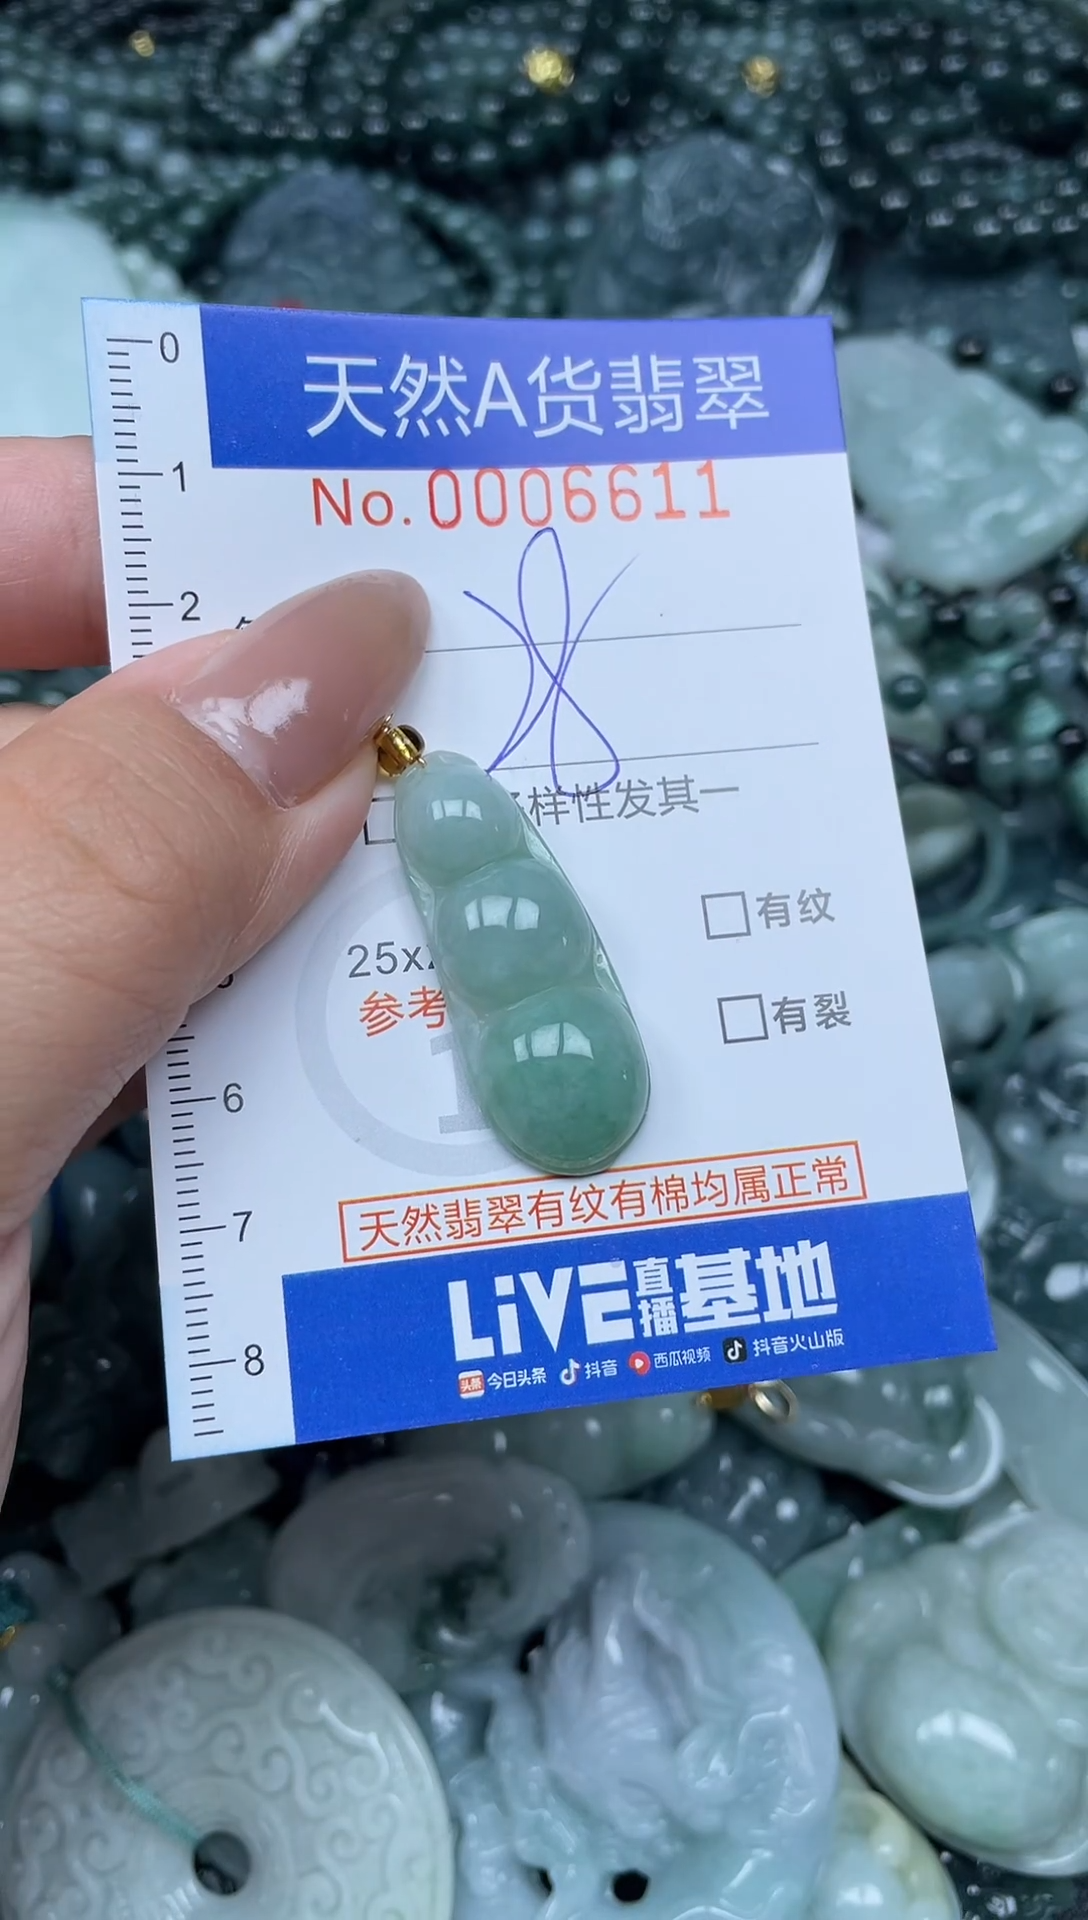 天然A货翡翠
No.0006611
0
1
2
样性发其一
有纹
25x
参考
有裂
6
7
天然翡翠有纹有棉均属正常
8
LiVE直播基地
头条 今日头条 抖音 西瓜视频 抖音火山版